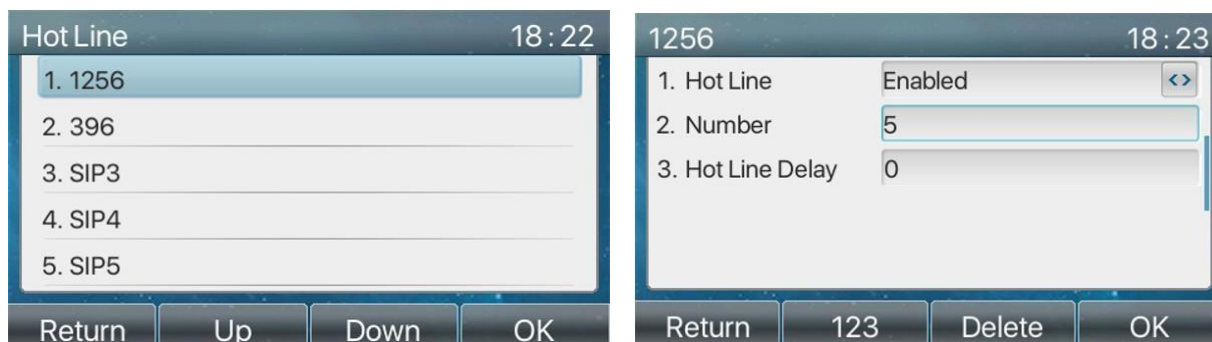 Hot Line 18:22
1. 1256
2. 396
3. SIP3
4. SIP4
5. SIP5
Return Up Down OK
1256 18:23
1. Hot Line Enabled <>
2. Number 5
3. Hot Line Delay 0
Return 123 Delete OK